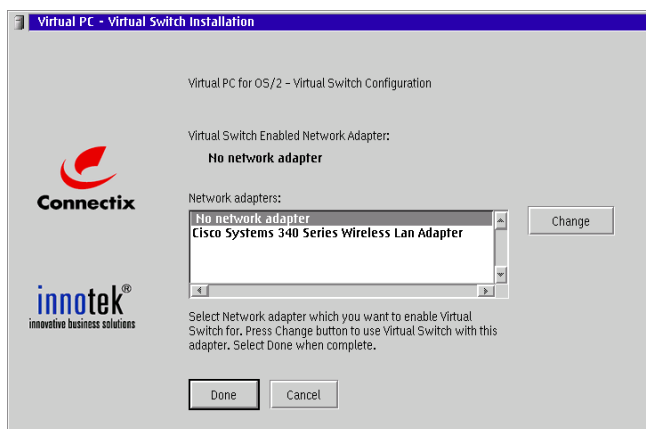 Virtual PC - Virtual Switch Installation
Virtual PC for OS/2 - Virtual Switch Configuration
Virtual Switch Enabled Network Adapter:
No network adapter
Connectix
Network adapters:
No network adapter
Cisco Systems 340 Series Wireless Lan Adapter
Change
innotek®
innovative business solutions
Select Network adapter which you want to enable Virtual
Switch for. Press Change button to use Virtual Switch with this
adapter. Select Done when complete.
Done
Cancel